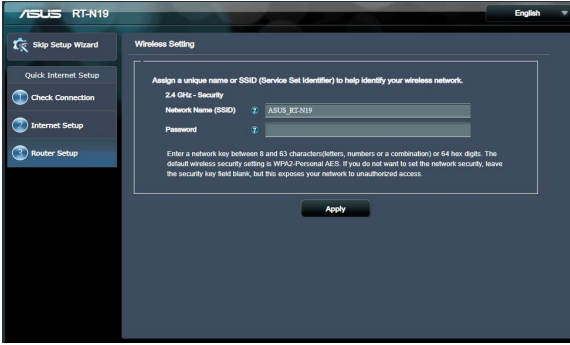 ASUS RT-N19
English
Skip Setup Wizard
Quick Internet Setup
1 Check Connection
2 Internet Setup
3 Router Setup
Wireless Setting
Assign a unique name or SSID (Service Set Identifier) to help identify your wireless network.
2.4 GHz - Security
Network Name (SSID) ? ASUS_RT-N19
Password ?
Enter a network key between 8 and 63 characters(letters, numbers or a combination) or 64 hex digits. The
default wireless security setting is WPA2-Personal AES. If you do not want to set the network security, leave
the security key field blank, but this exposes your network to unauthorized access.
Apply